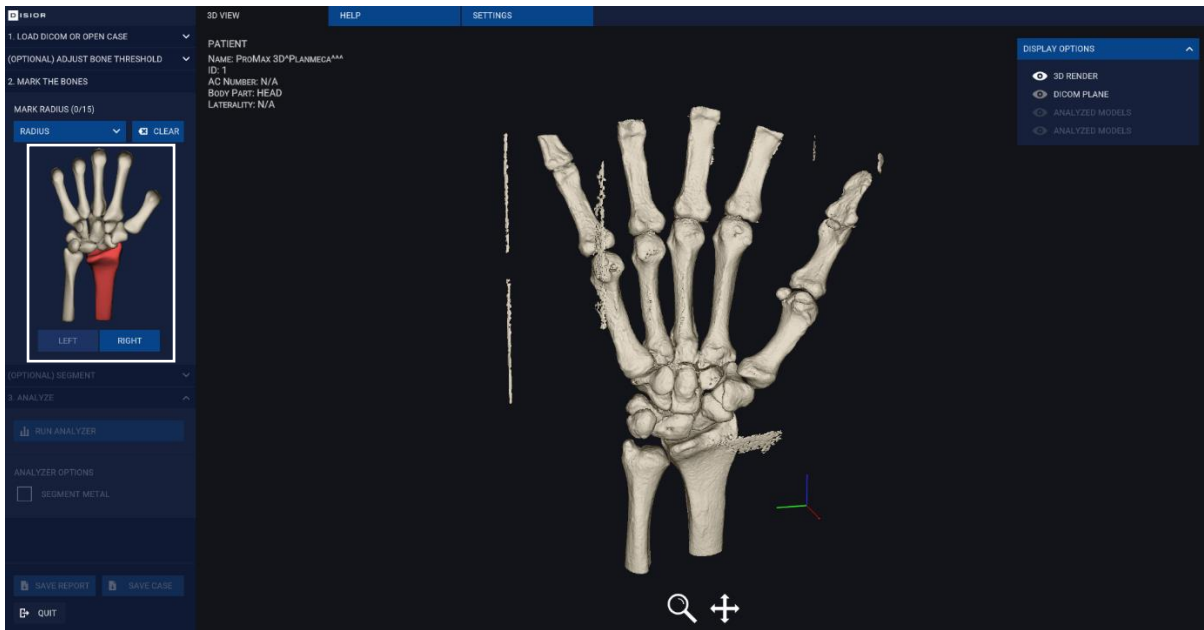 DISIOR
1. LOAD DICOM OR OPEN CASE
(OPTIONAL) ADJUST BONE THRESHOLD
2. MARK THE BONES
MARK RADIUS (0/15)
RADIUS
CLEAR
LEFT
RIGHT
(OPTIONAL) SEGMENT
3. ANALYZE
RUN ANALYZER
ANALYZER OPTIONS
SEGMENT METAL
SAVE REPORT
SAVE CASE
QUIT
3D VIEW
HELP
SETTINGS
PATIENT
NAME: PROMAX 3D^PLANMECA^^^
ID: 1
AC NUMBER: N/A
BODY PART: HEAD
LATERALITY: N/A
DISPLAY OPTIONS
3D RENDER
DICOM PLANE
ANALYZED MODELS
ANALYZED MODELS